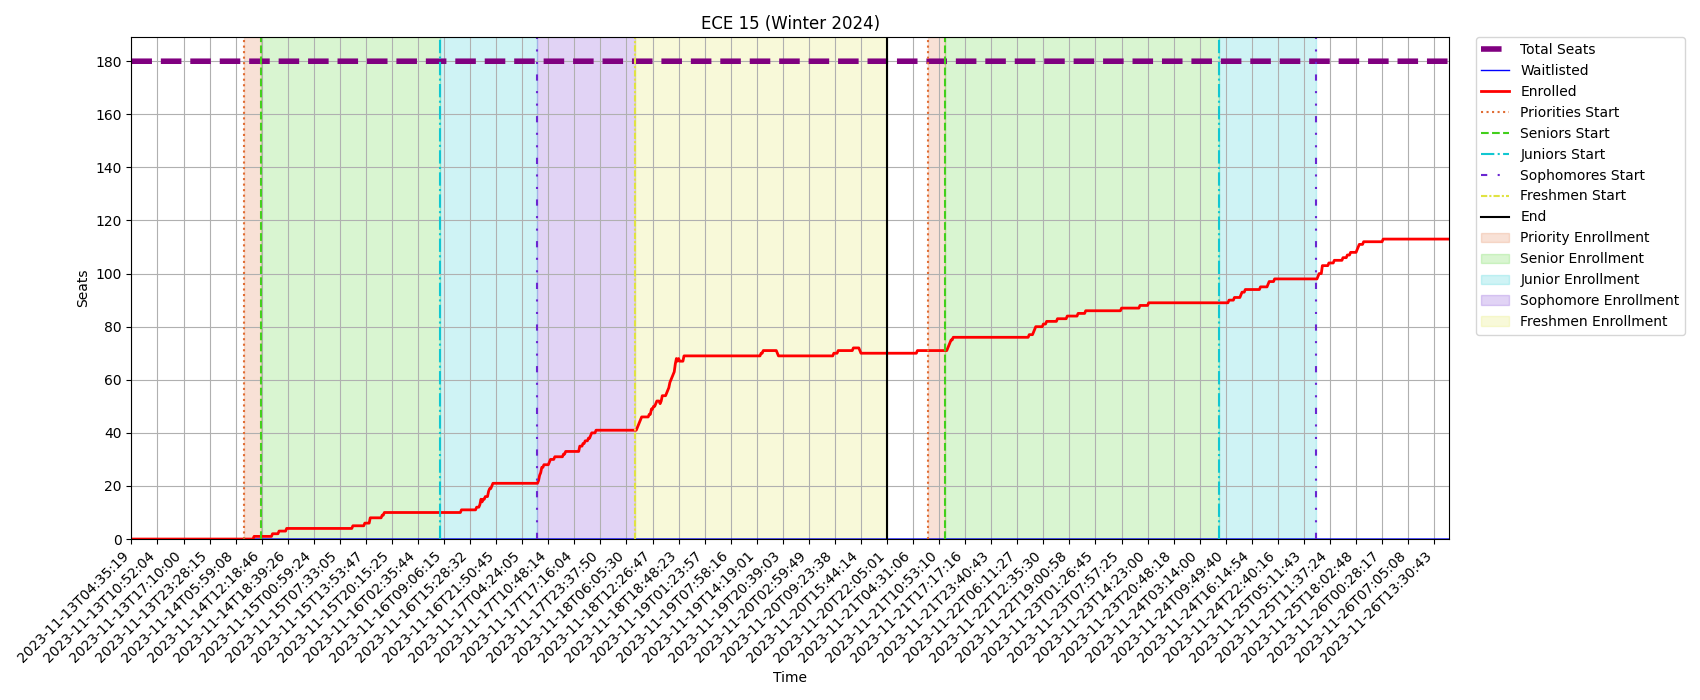 ECE 15 (Winter 2024)
Seats
180
160
140
120
100
80
60
40
20
0
2023-11-13T04:35:19
2023-11-13T10:52:04
2023-11-13T17:10:00
2023-11-13T23:28:15
2023-11-14T05:59:08
2023-11-14T12:18:46
2023-11-14T18:39:26
2023-11-15T00:59:24
2023-11-15T07:33:05
2023-11-15T13:53:47
2023-11-15T20:15:25
2023-11-16T02:35:44
2023-11-16T09:06:15
2023-11-16T15:28:32
2023-11-16T21:50:45
2023-11-17T04:24:05
2023-11-17T10:48:14
2023-11-17T17:16:04
2023-11-17T23:37:50
2023-11-18T06:05:30
2023-11-18T12:26:47
2023-11-18T18:48:23
2023-11-19T01:23:57
2023-11-19T07:58:16
2023-11-19T14:19:01
2023-11-19T20:39:03
2023-11-20T02:59:49
2023-11-20T09:23:38
2023-11-20T15:44:14
2023-11-20T22:05:01
2023-11-21T04:31:06
2023-11-21T10:53:10
2023-11-21T17:17:16
2023-11-21T23:40:43
2023-11-22T06:11:27
2023-11-22T12:35:30
2023-11-22T19:00:58
2023-11-23T01:26:45
2023-11-23T07:57:25
2023-11-23T14:23:00
2023-11-23T20:48:18
2023-11-24T03:14:00
2023-11-24T09:49:40
2023-11-24T16:14:54
2023-11-24T22:40:16
2023-11-25T05:11:43
2023-11-25T11:37:24
2023-11-25T18:02:48
2023-11-26T00:28:17
2023-11-26T07:05:08
2023-11-26T13:30:43
Time
Total Seats
Waitlisted
Enrolled
Priorities Start
Seniors Start
Juniors Start
Sophomores Start
Freshmen Start
End
Priority Enrollment
Senior Enrollment
Junior Enrollment
Sophomore Enrollment
Freshmen Enrollment